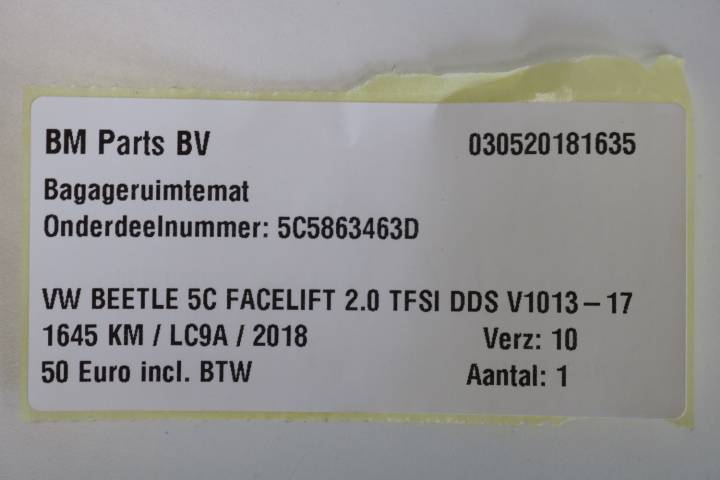 BM Parts BV 030520181635
Bagageruimtemat
Onderdeelnummer: 5C5863463D
VW BEETLE 5C FACELIFT 2.0 TFSI DDS V1013-17
1645 KM / LC9A / 2018 Verz: 10
50 Euro incl. BTW Aantal: 1